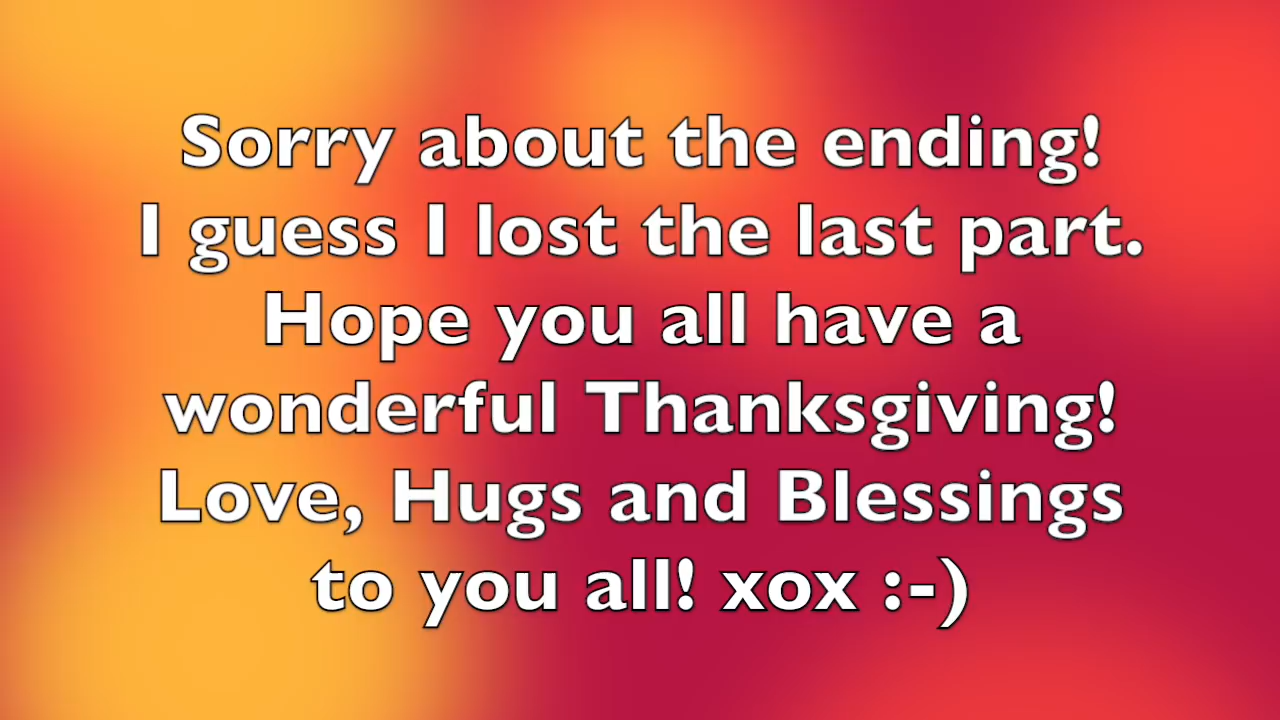 Sorry about the ending!
I guess I lost the last part.
Hope you all have a
wonderful Thanksgiving!
Love, Hugs and Blessings
to you all! xox :-)